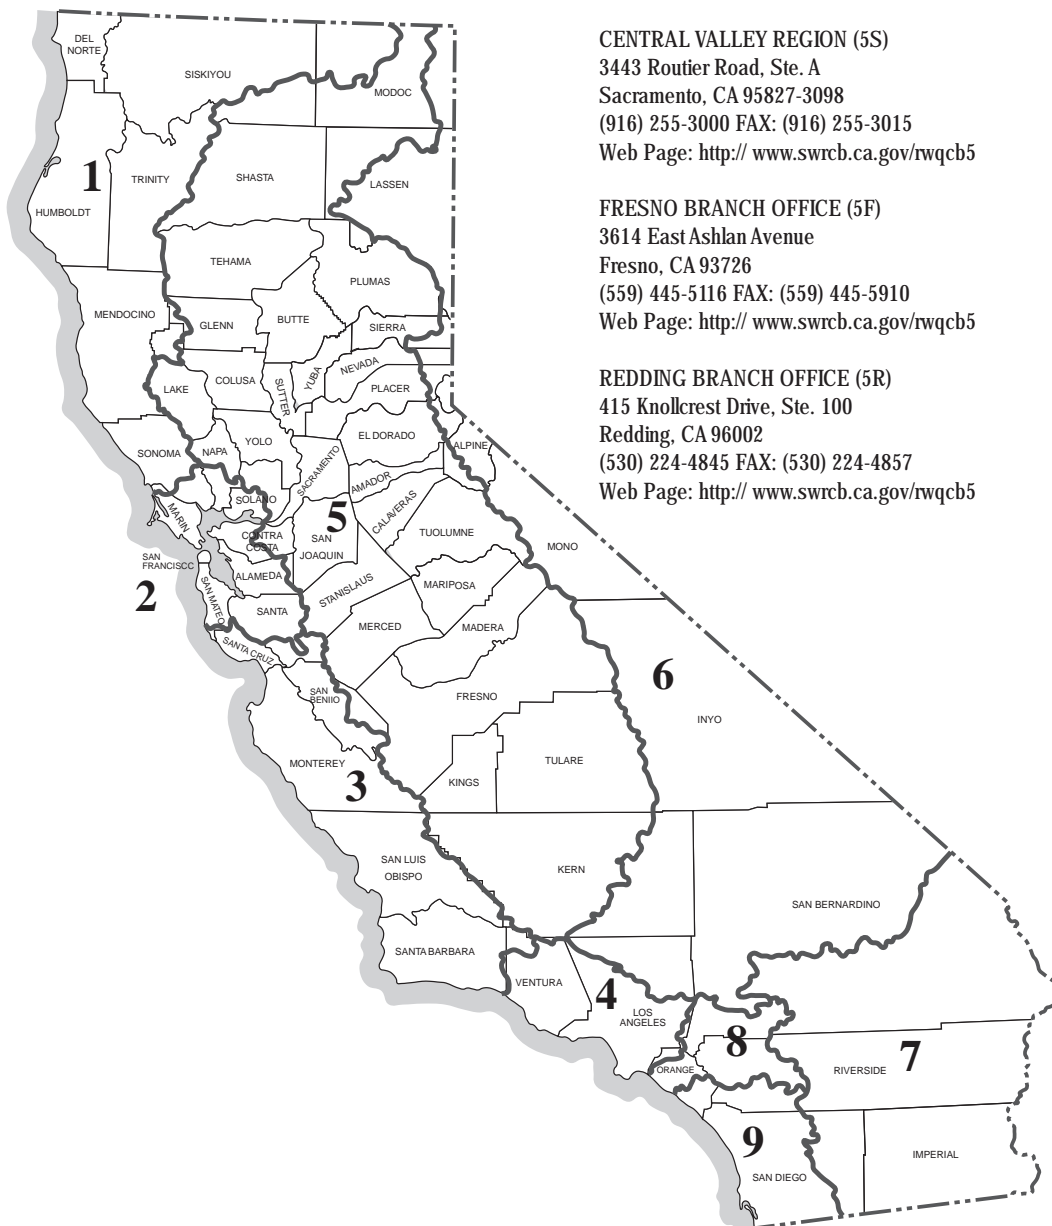 CENTRAL VALLEY REGION (5S)
3443 Routier Road, Ste. A
Sacramento, CA 95827-3098
(916) 255-3000 FAX: (916) 255-3015
Web Page: http:// www.swrcb.ca.gov/rwqcb5
FRESNO BRANCH OFFICE (5F)
3614 East Ashlan Avenue
Fresno, CA 93726
(559) 445-5116 FAX: (559) 445-5910
Web Page: http:// www.swrcb.ca.gov/rwqcb5
REDDING BRANCH OFFICE (5R)
415 Knollcrest Drive, Ste. 100
Redding, CA 96002
(530) 224-4845 FAX: (530) 224-4857
Web Page: http:// www.swrcb.ca.gov/rwqcb5
DEL
NORTE
SISKIYOU
MODOC
1
TRINITY
SHASTA
LASSEN
HUMBOLDT
TEHAMA
PLUMAS
MENDOCINO
GLENN
BUTTE
SIERRA
LAKE
COLUSA
SUTTER
YUBA
NEVADA
PLACER
SONOMA
NAPA
YOLO
SACRAMENTO
EL DORADO
ALPINE
SOLANO
AMADOR
MARIN
5
CALAVERAS
CONTRA
COSTA
SAN
JOAQUIN
TUOLUMNE
MONO
SAN
FRANCISCC
2
ALAMEDA
SAN MATEO
SANTA
STANISLAUS
MARIPOSA
MERCED
MADERA
SANTA CRUZ
SAN
BENIIO
FRESNO
6
INYO
MONTEREY
3
KINGS
TULARE
SAN LUIS
OBISPO
KERN
SAN BERNARDINO
SANTA BARBARA
VENTURA
4
LOS
ANGELES
8
7
ORANGE
RIVERSIDE
9
SAN DIEGO
IMPERIAL